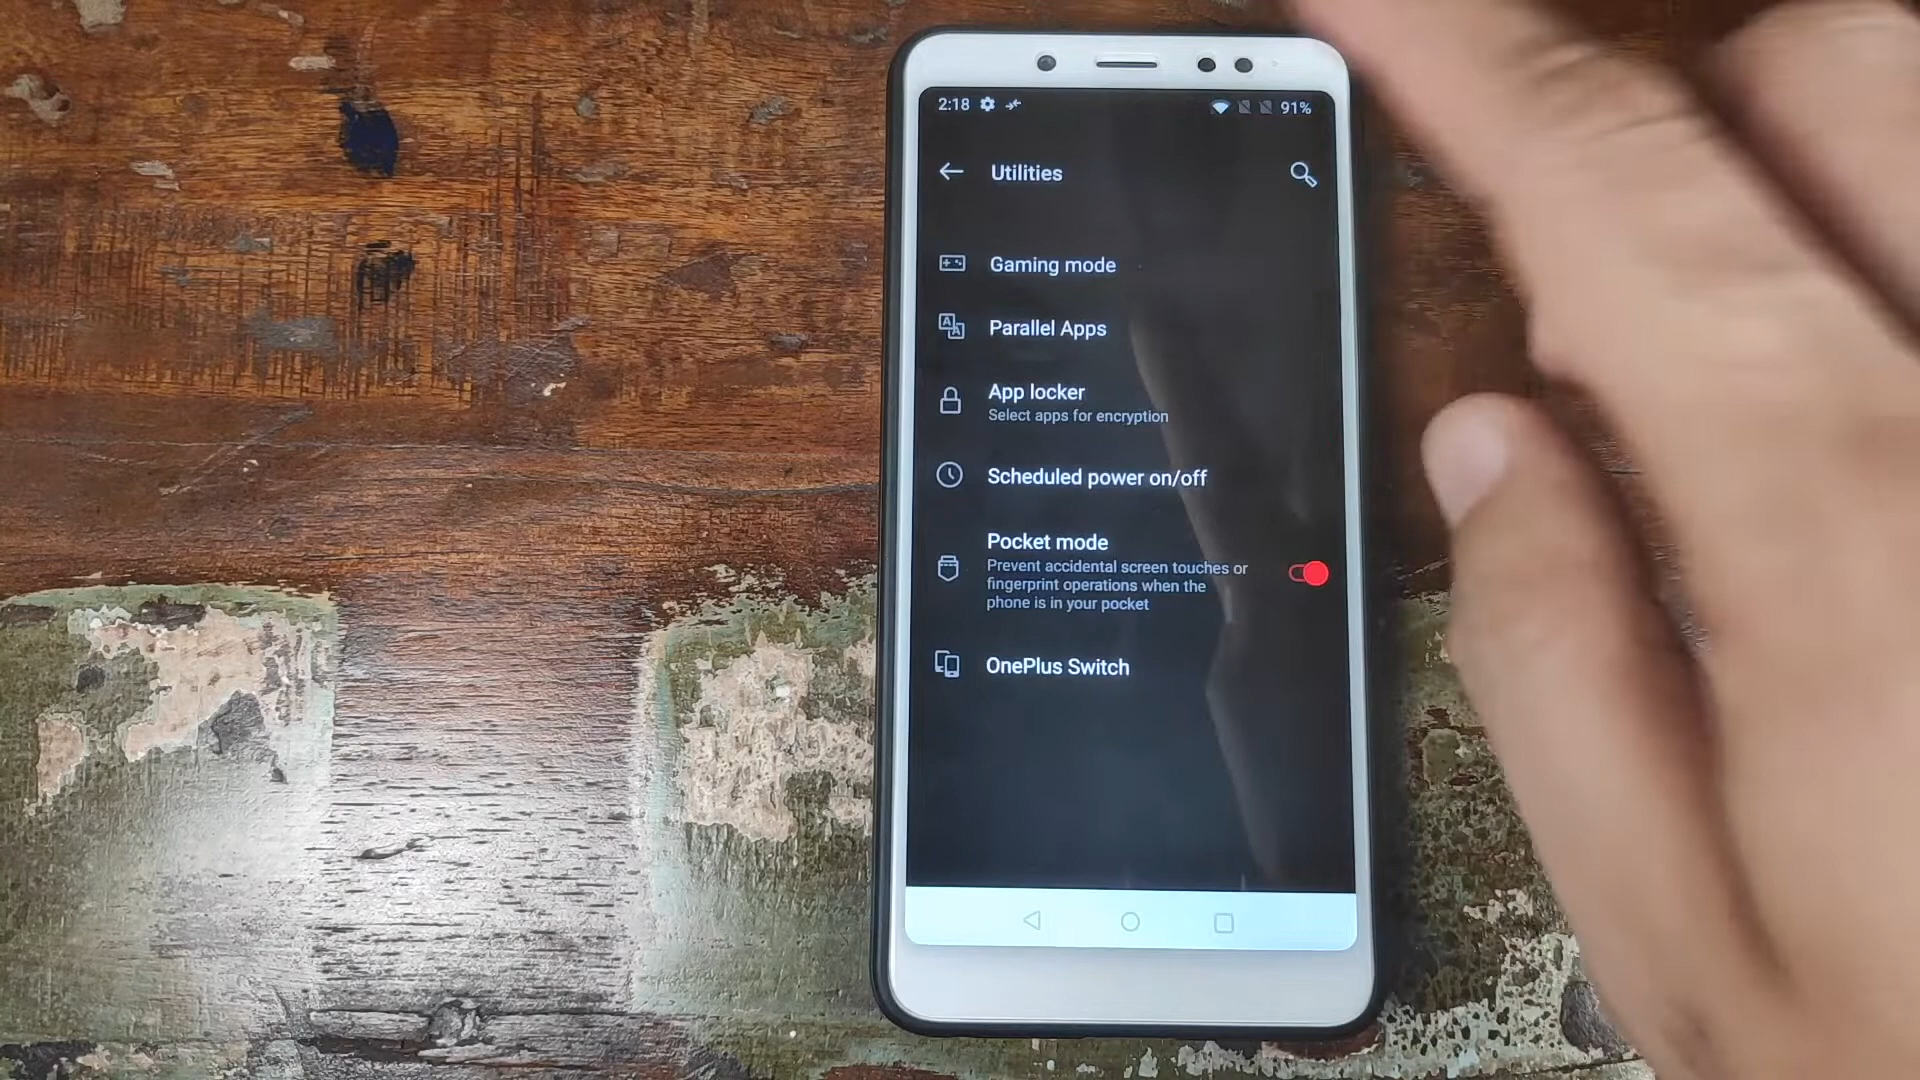 2:18 91%
Utilities
Gaming mode
Parallel Apps
App locker
Select apps for encryption
Scheduled power on/off
Pocket mode
Prevent accidental screen touches or
fingerprint operations when the
phone is in your pocket
OnePlus Switch